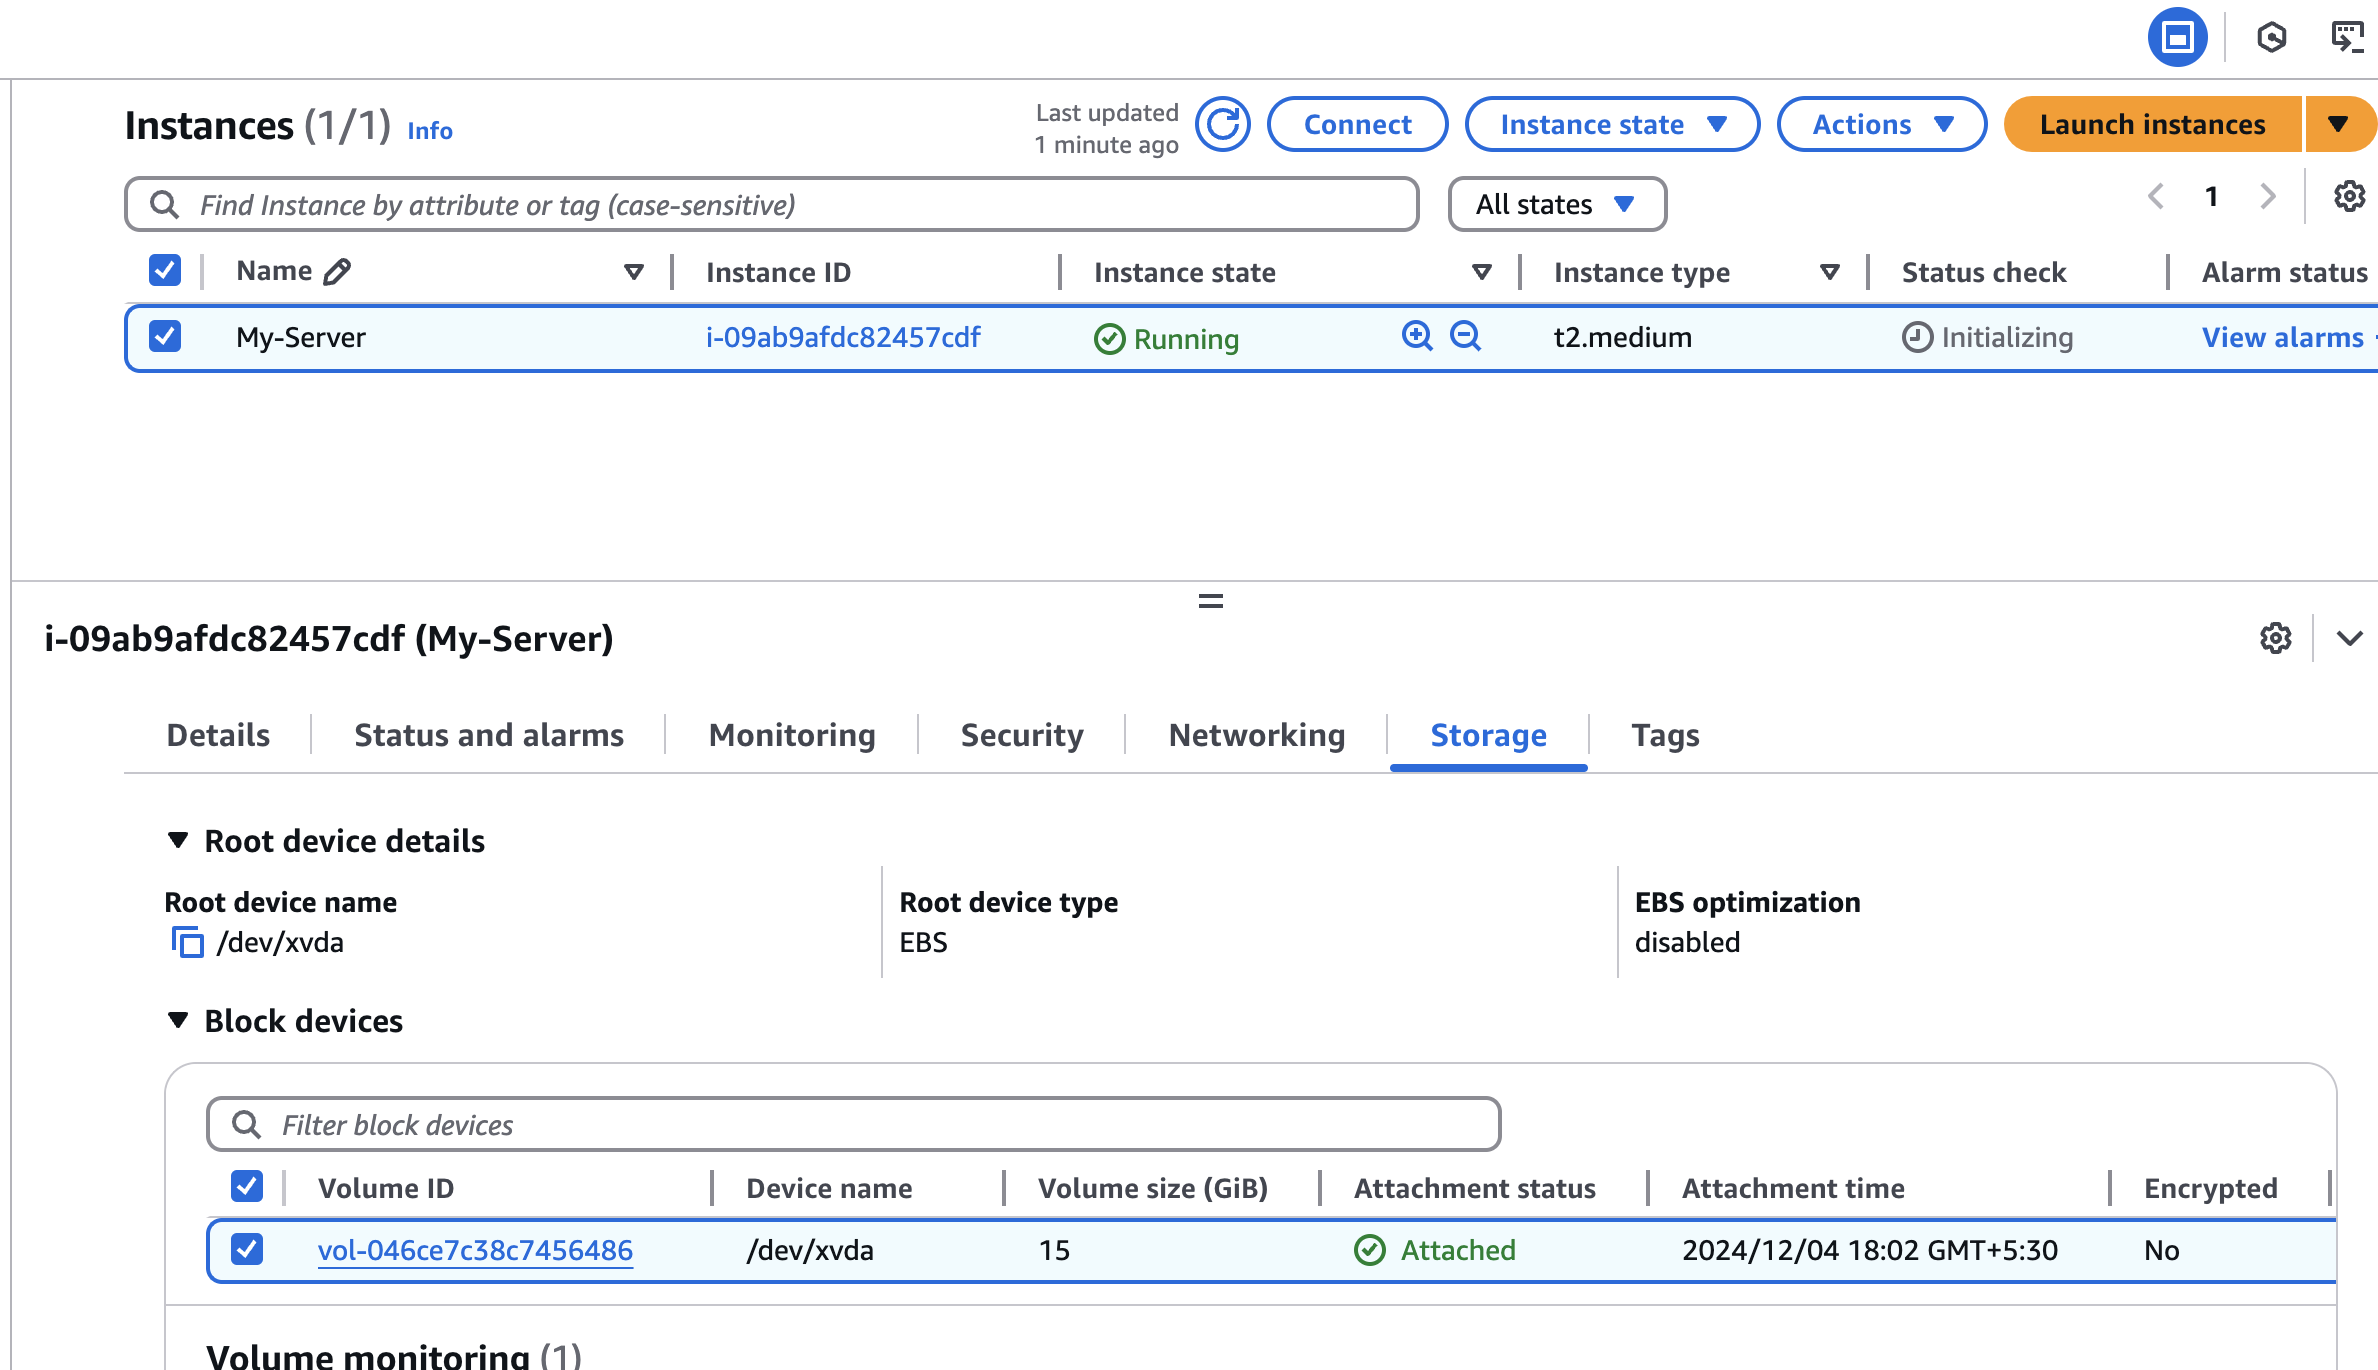 Instances (1/1) Info
Last updated
1 minute ago
Connect
Instance state
Actions
Launch instances
Find Instance by attribute or tag (case-sensitive)
All states
1
Name Instance ID Instance state Instance type Status check Alarm status
My-Server i-09ab9afdc82457cdf Running t2.medium Initializing View alarms
i-09ab9afdc82457cdf (My-Server)
Details Status and alarms Monitoring Security Networking Storage Tags
Root device details
Root device name Root device type EBS optimization
/dev/xvda EBS disabled
Block devices
Filter block devices
Volume ID Device name Volume size (GiB) Attachment status Attachment time Encrypted
vol-046ce7c38c7456486 /dev/xvda 15 Attached 2024/12/04 18:02 GMT+5:30 No
Volume monitoring (1)